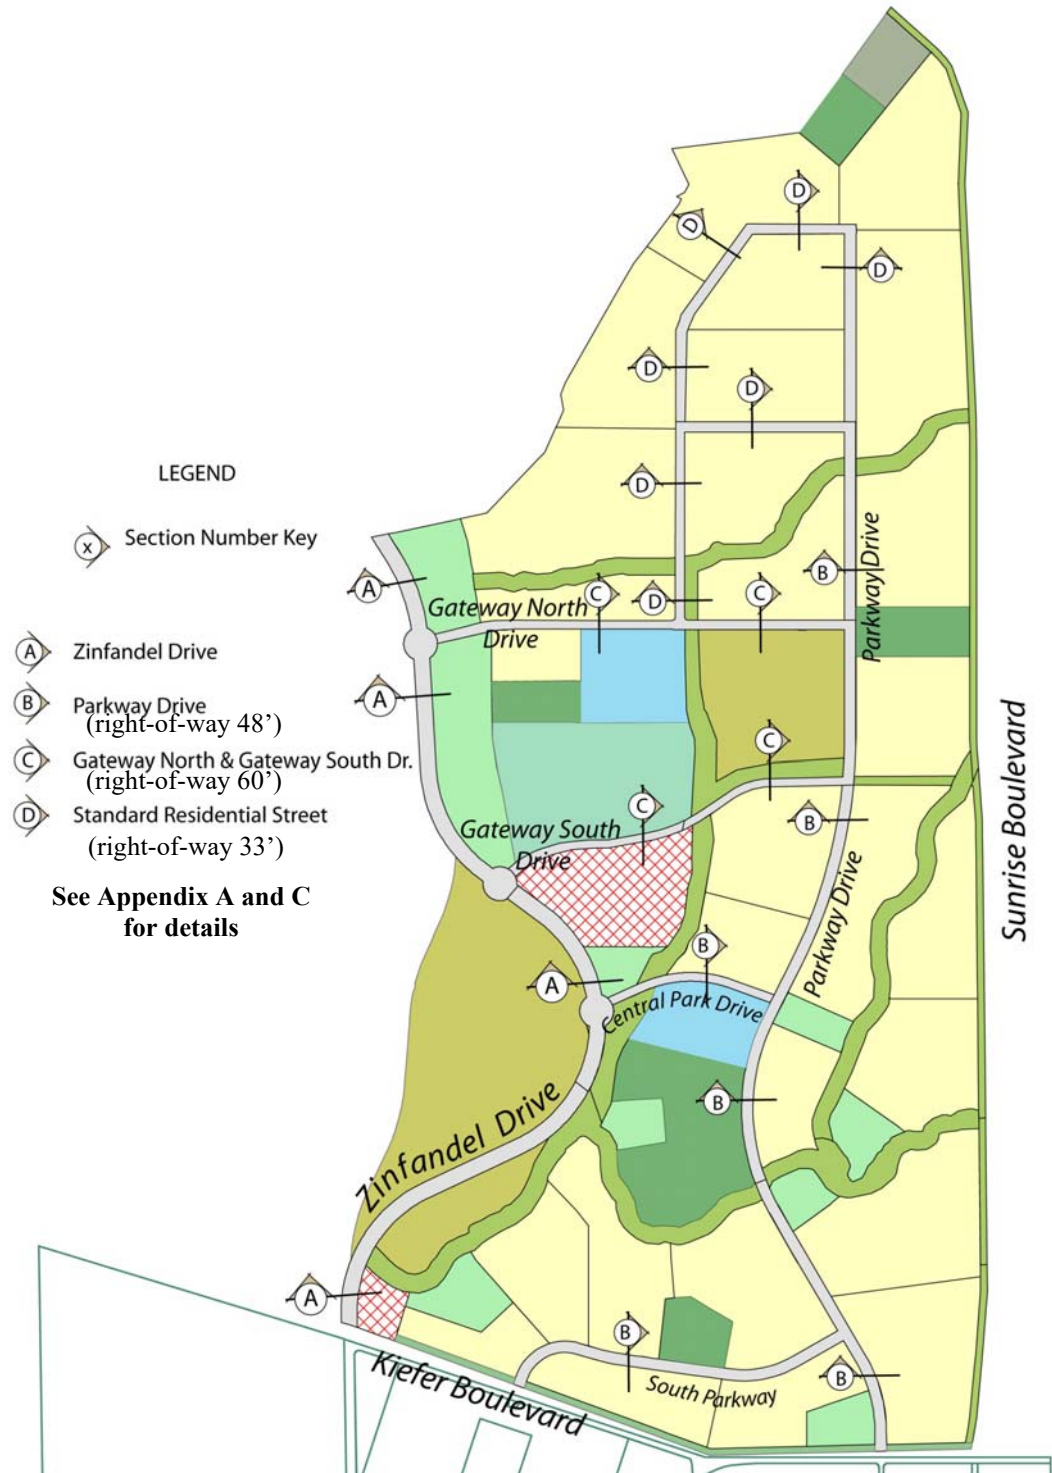 D
D
D
D
D
LEGEND
D
x Section Number Key
A
B
C
D
C
Gateway North
Drive
Parkway Drive
A Zinfandel Drive
A
B Parkway Drive
(right-of-way 48’)
C Gateway North & Gateway South Dr.
(right-of-way 60’)
D Standard Residential Street
(right-of-way 33’)
See Appendix A and C
for details
C
C
B
Gateway South
Drive
Sunrise Boulevard
Parkway Drive
B
A
Central Park Drive
B
Zinfandel Drive
A
B
B
Kiefer Boulevard
South Parkway